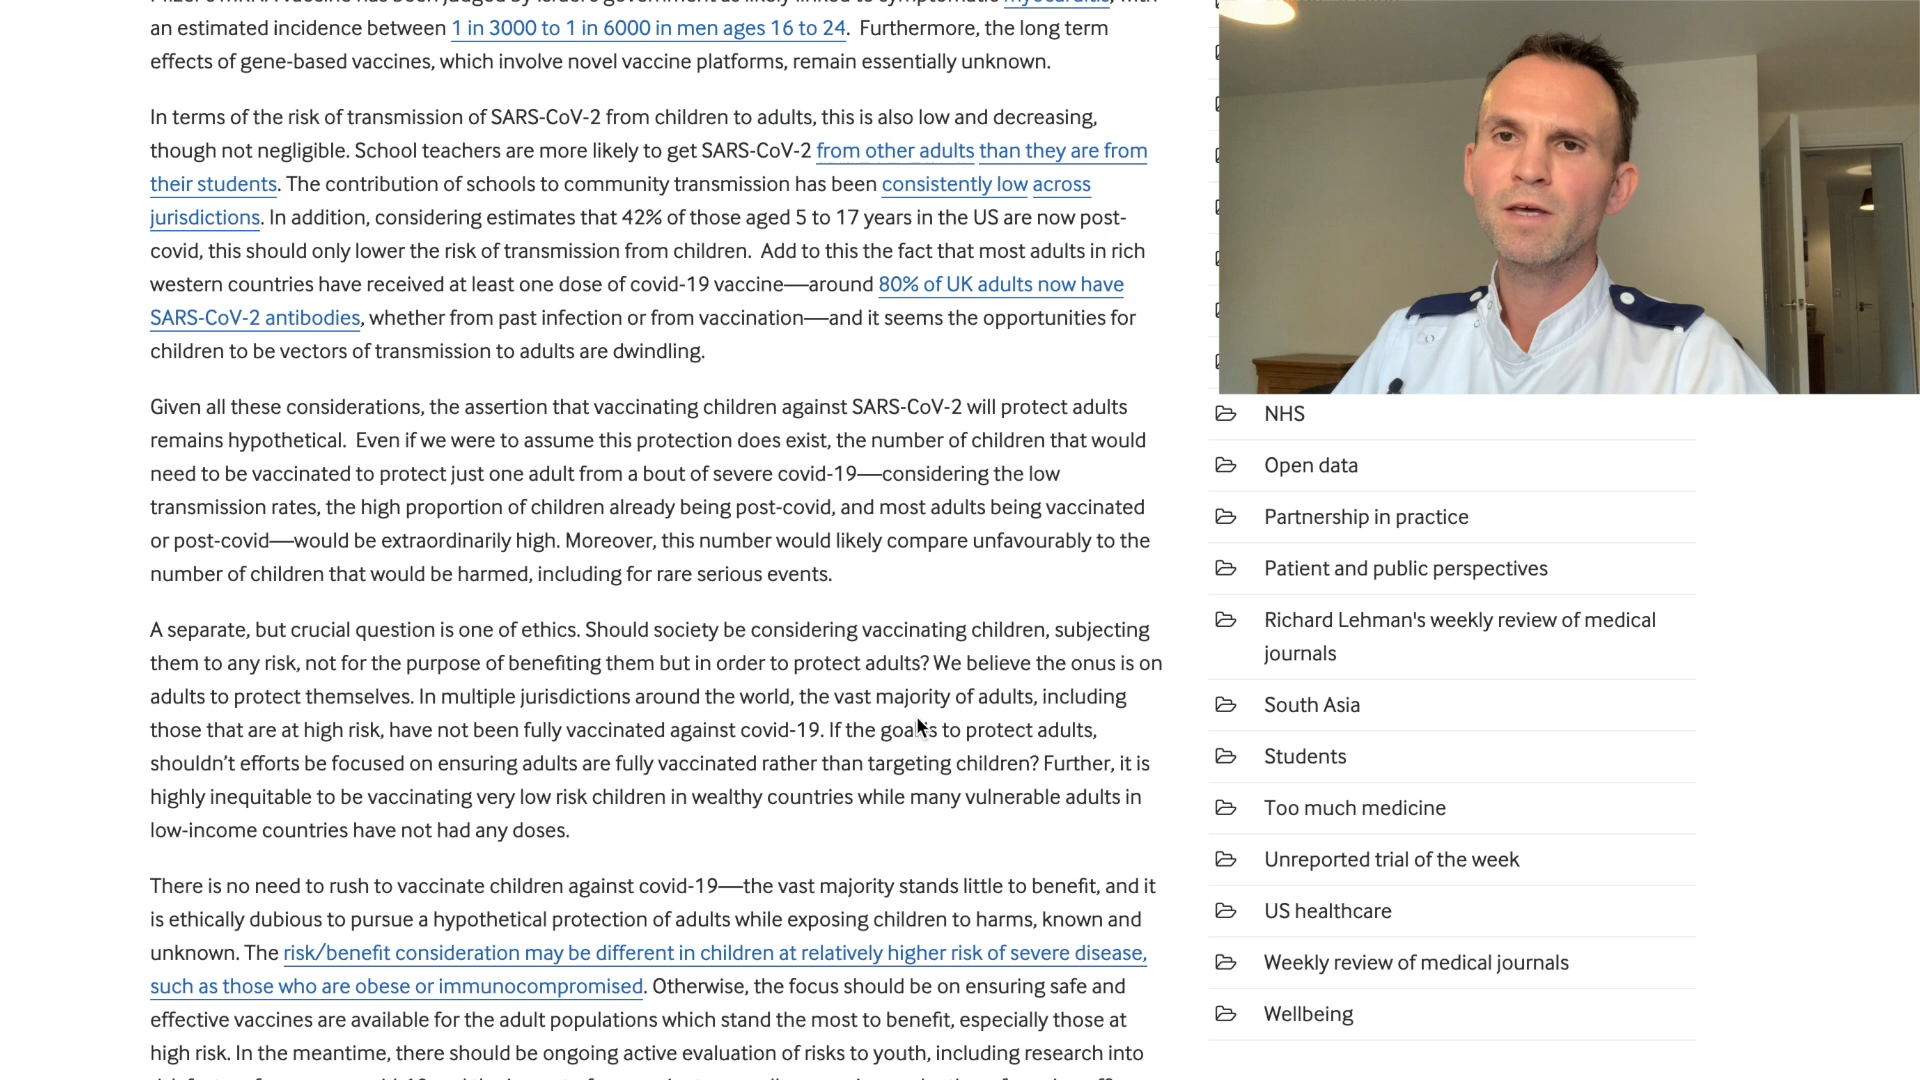 an estimated incidence between 1 in 3000 to 1 in 6000 in men ages 16 to 24. Furthermore, the long term
effects of gene-based vaccines, which involve novel vaccine platforms, remain essentially unknown.
In terms of the risk of transmission of SARS-CoV-2 from children to adults, this is also low and decreasing,
though not negligible. School teachers are more likely to get SARS-CoV-2 from other adults than they are from
their students. The contribution of schools to community transmission has been consistently low across
jurisdictions. In addition, considering estimates that 42% of those aged 5 to 17 years in the US are now post-
covid, this should only lower the risk of transmission from children. Add to this the fact that most adults in rich
western countries have received at least one dose of covid-19 vaccine—around 80% of UK adults now have
SARS-CoV-2 antibodies, whether from past infection or from vaccination—and it seems the opportunities for
children to be vectors of transmission to adults are dwindling.
Given all these considerations, the assertion that vaccinating children against SARS-CoV-2 will protect adults
remains hypothetical. Even if we were to assume this protection does exist, the number of children that would
need to be vaccinated to protect just one adult from a bout of severe covid-19—considering the low
transmission rates, the high proportion of children already being post-covid, and most adults being vaccinated
or post-covid—would be extraordinarily high. Moreover, this number would likely compare unfavourably to the
number of children that would be harmed, including for rare serious events.
A separate, but crucial question is one of ethics. Should society be considering vaccinating children, subjecting
them to any risk, not for the purpose of benefiting them but in order to protect adults? We believe the onus is on
adults to protect themselves. In multiple jurisdictions around the world, the vast majority of adults, including
those that are at high risk, have not been fully vaccinated against covid-19. If the goal is to protect adults,
shouldn't efforts be focused on ensuring adults are fully vaccinated rather than targeting children? Further, it is
highly inequitable to be vaccinating very low risk children in wealthy countries while many vulnerable adults in
low-income countries have not had any doses.
There is no need to rush to vaccinate children against covid-19—the vast majority stands little to benefit, and it
is ethically dubious to pursue a hypothetical protection of adults while exposing children to harms, known and
unknown. The risk/benefit consideration may be different in children at relatively higher risk of severe disease,
such as those who are obese or immunocompromised. Otherwise, the focus should be on ensuring safe and
effective vaccines are available for the adult populations which stand the most to benefit, especially those at
high risk. In the meantime, there should be ongoing active evaluation of risks to youth, including research into
NHS
Open data
Partnership in practice
Patient and public perspectives
Richard Lehman's weekly review of medical
journals
South Asia
Students
Too much medicine
Unreported trial of the week
US healthcare
Weekly review of medical journals
Wellbeing